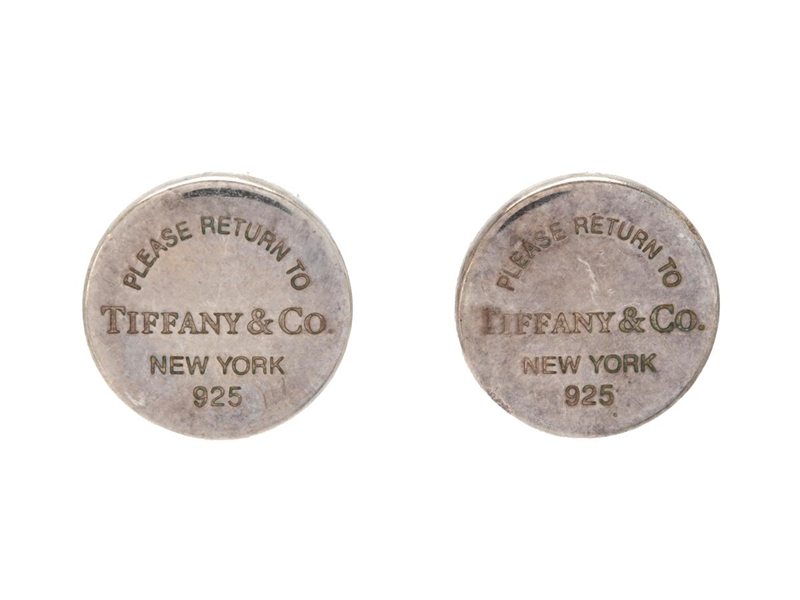 PLEASE RETURN TO
TIFFANY & CO.
NEW YORK
925
PLEASE RETURN TO
TIFFANY & CO.
NEW YORK
925